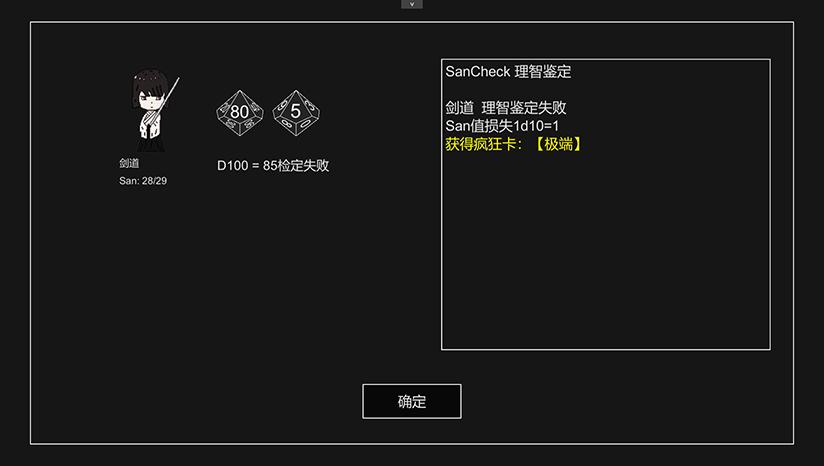 80
5
剑道
San: 28/29
D100 = 85检定失败
SanCheck 理智鉴定
剑道 理智鉴定失败
San值损失1d10=1
获得疯狂卡：【极端】
确定